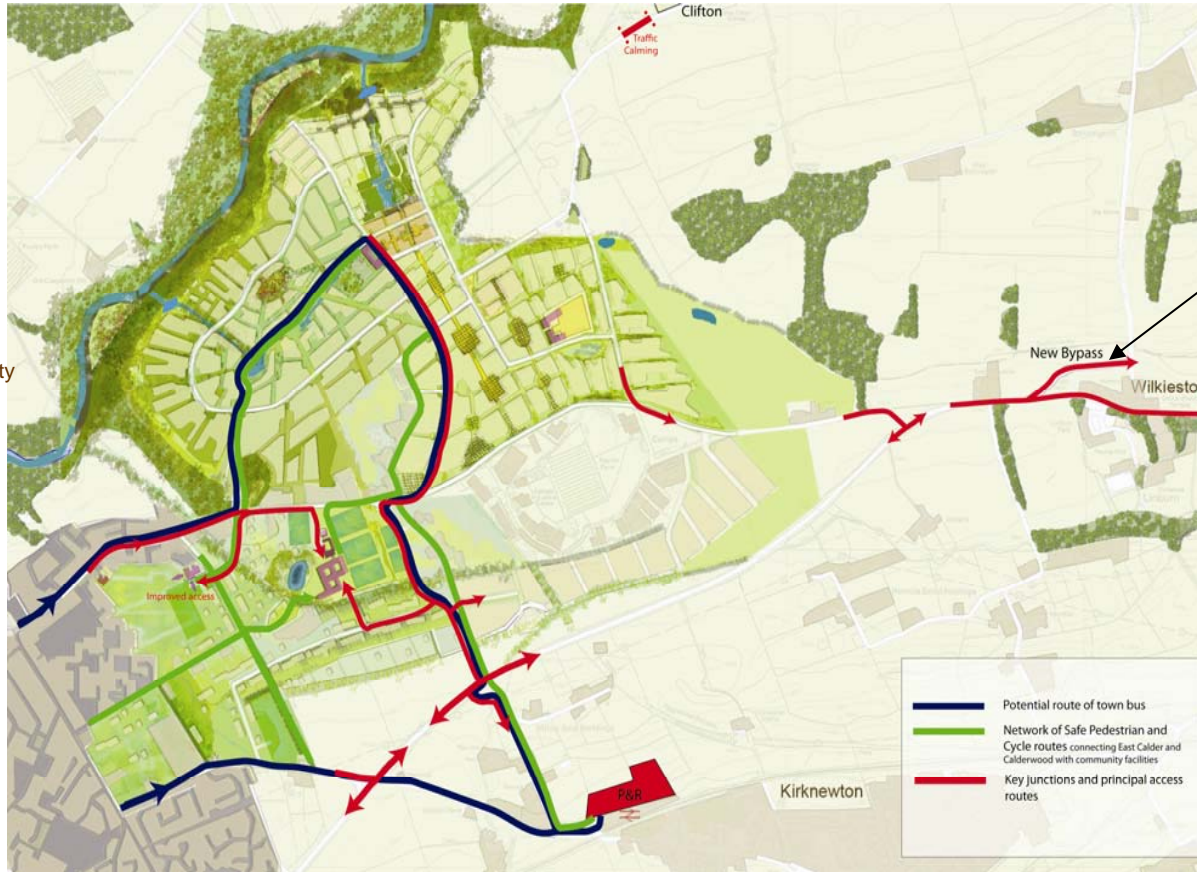 Clifton
Traffic
Calming
ty
New Bypass
Wilkiesto
Improved access
P&R
Kirknewton
Potential route of town bus
Network of Safe Pedestrian and
Cycle routes connecting East Calder and
Calderwood with community facilities
Key junctions and principal access
routes